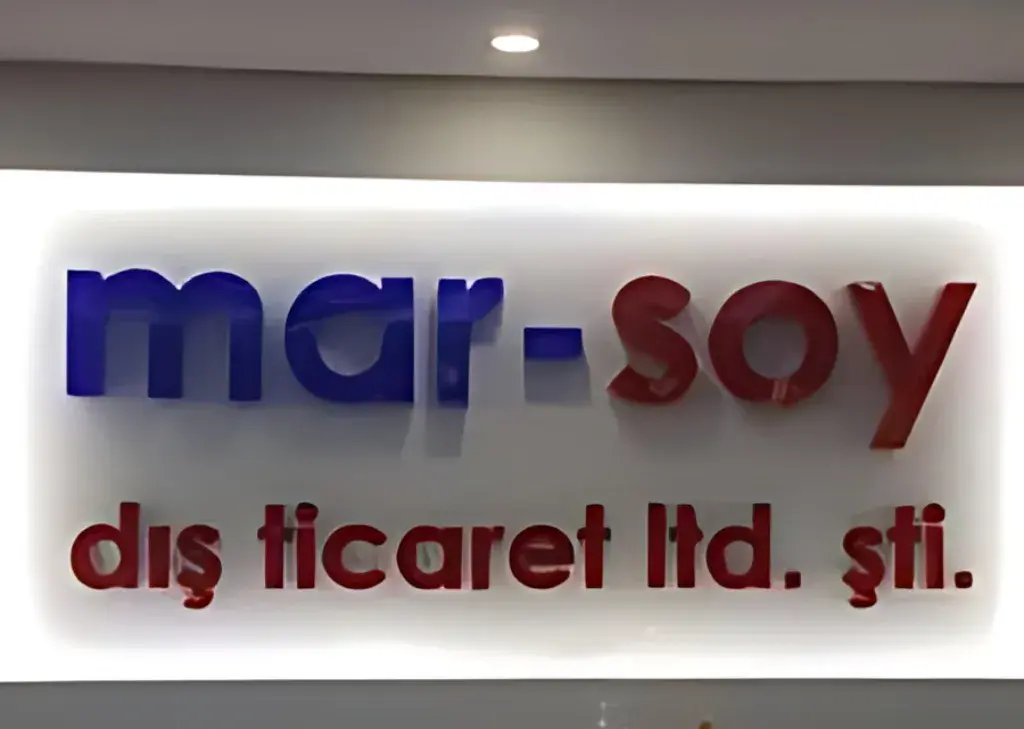 mar-soy
dış ticaret ltd. şti.